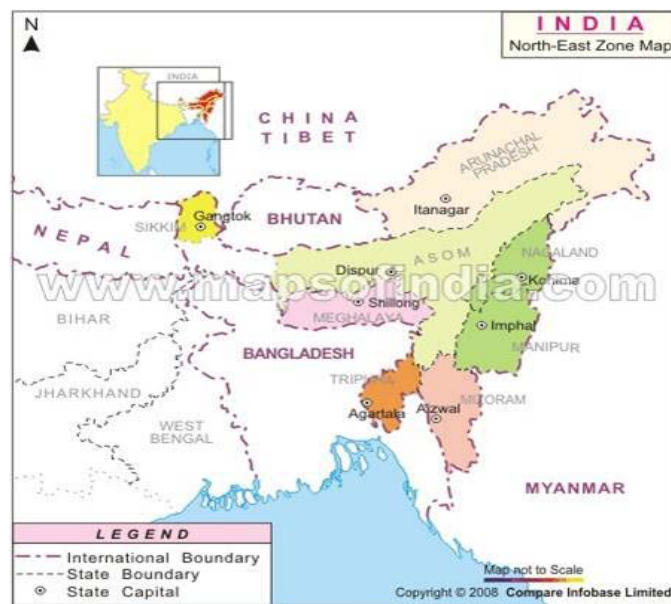 N
INDIA
North-East Zone Map
INDIA
CHINA
TIBET
ARUNACHAL
PRADESH
Itanagar
SIKKIM
Gangtok
BHUTAN
NEPAL
ASOM
NAGALAND
Dispur
Kohima
www.mapsofindia.com
Shillong
MEGHALAYA
BIHAR
Imphal
MANIPUR
BANGLADESH
TRIPURA
JHARKHAND
MIZORAM
Agartala
Aizwal
WEST
BENGAL
MYANMAR
LEGEND
International Boundary
State Boundary
State Capital
Map not to Scale
Copyright © 2008 Compare Infobase Limited